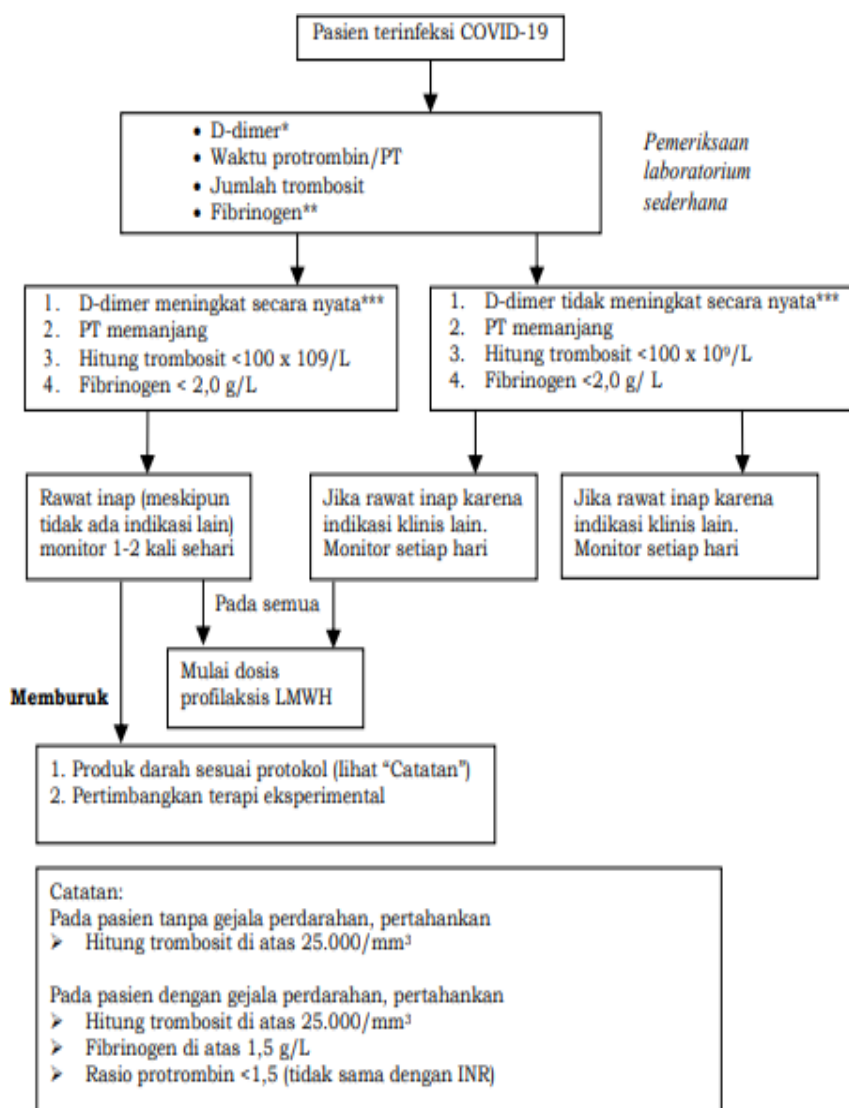 Pasien terinfeksi COVID-19
• D-dimer*
• Waktu protrombin/PT
• Jumlah trombosit
• Fibrinogen**
Pemeriksaan
laboratorium
sederhana
1. D-dimer meningkat secara nyata***
2. PT memanjang
3. Hitung trombosit <100 x 109/L
4. Fibrinogen < 2,0 g/L
1. D-dimer tidak meningkat secara nyata***
2. PT memanjang
3. Hitung trombosit <100 x 10⁹/L
4. Fibrinogen <2,0 g/ L
Rawat inap (meskipun
tidak ada indikasi lain)
monitor 1-2 kali sehari
Jika rawat inap karena
indikasi klinis lain.
Monitor setiap hari
Jika rawat inap karena
indikasi klinis lain.
Monitor setiap hari
Pada semua
Mulai dosis
profilaksis LMWH
Memburuk
1. Produk darah sesuai protokol (lihat “Catatan”)
2. Pertimbangkan terapi eksperimental
Catatan:
Pada pasien tanpa gejala perdarahan, pertahankan
➢ Hitung trombosit di atas 25.000/mm³
Pada pasien dengan gejala perdarahan, pertahankan
➢ Hitung trombosit di atas 25.000/mm³
➢ Fibrinogen di atas 1,5 g/L
➢ Rasio protrombin <1,5 (tidak sama dengan INR)